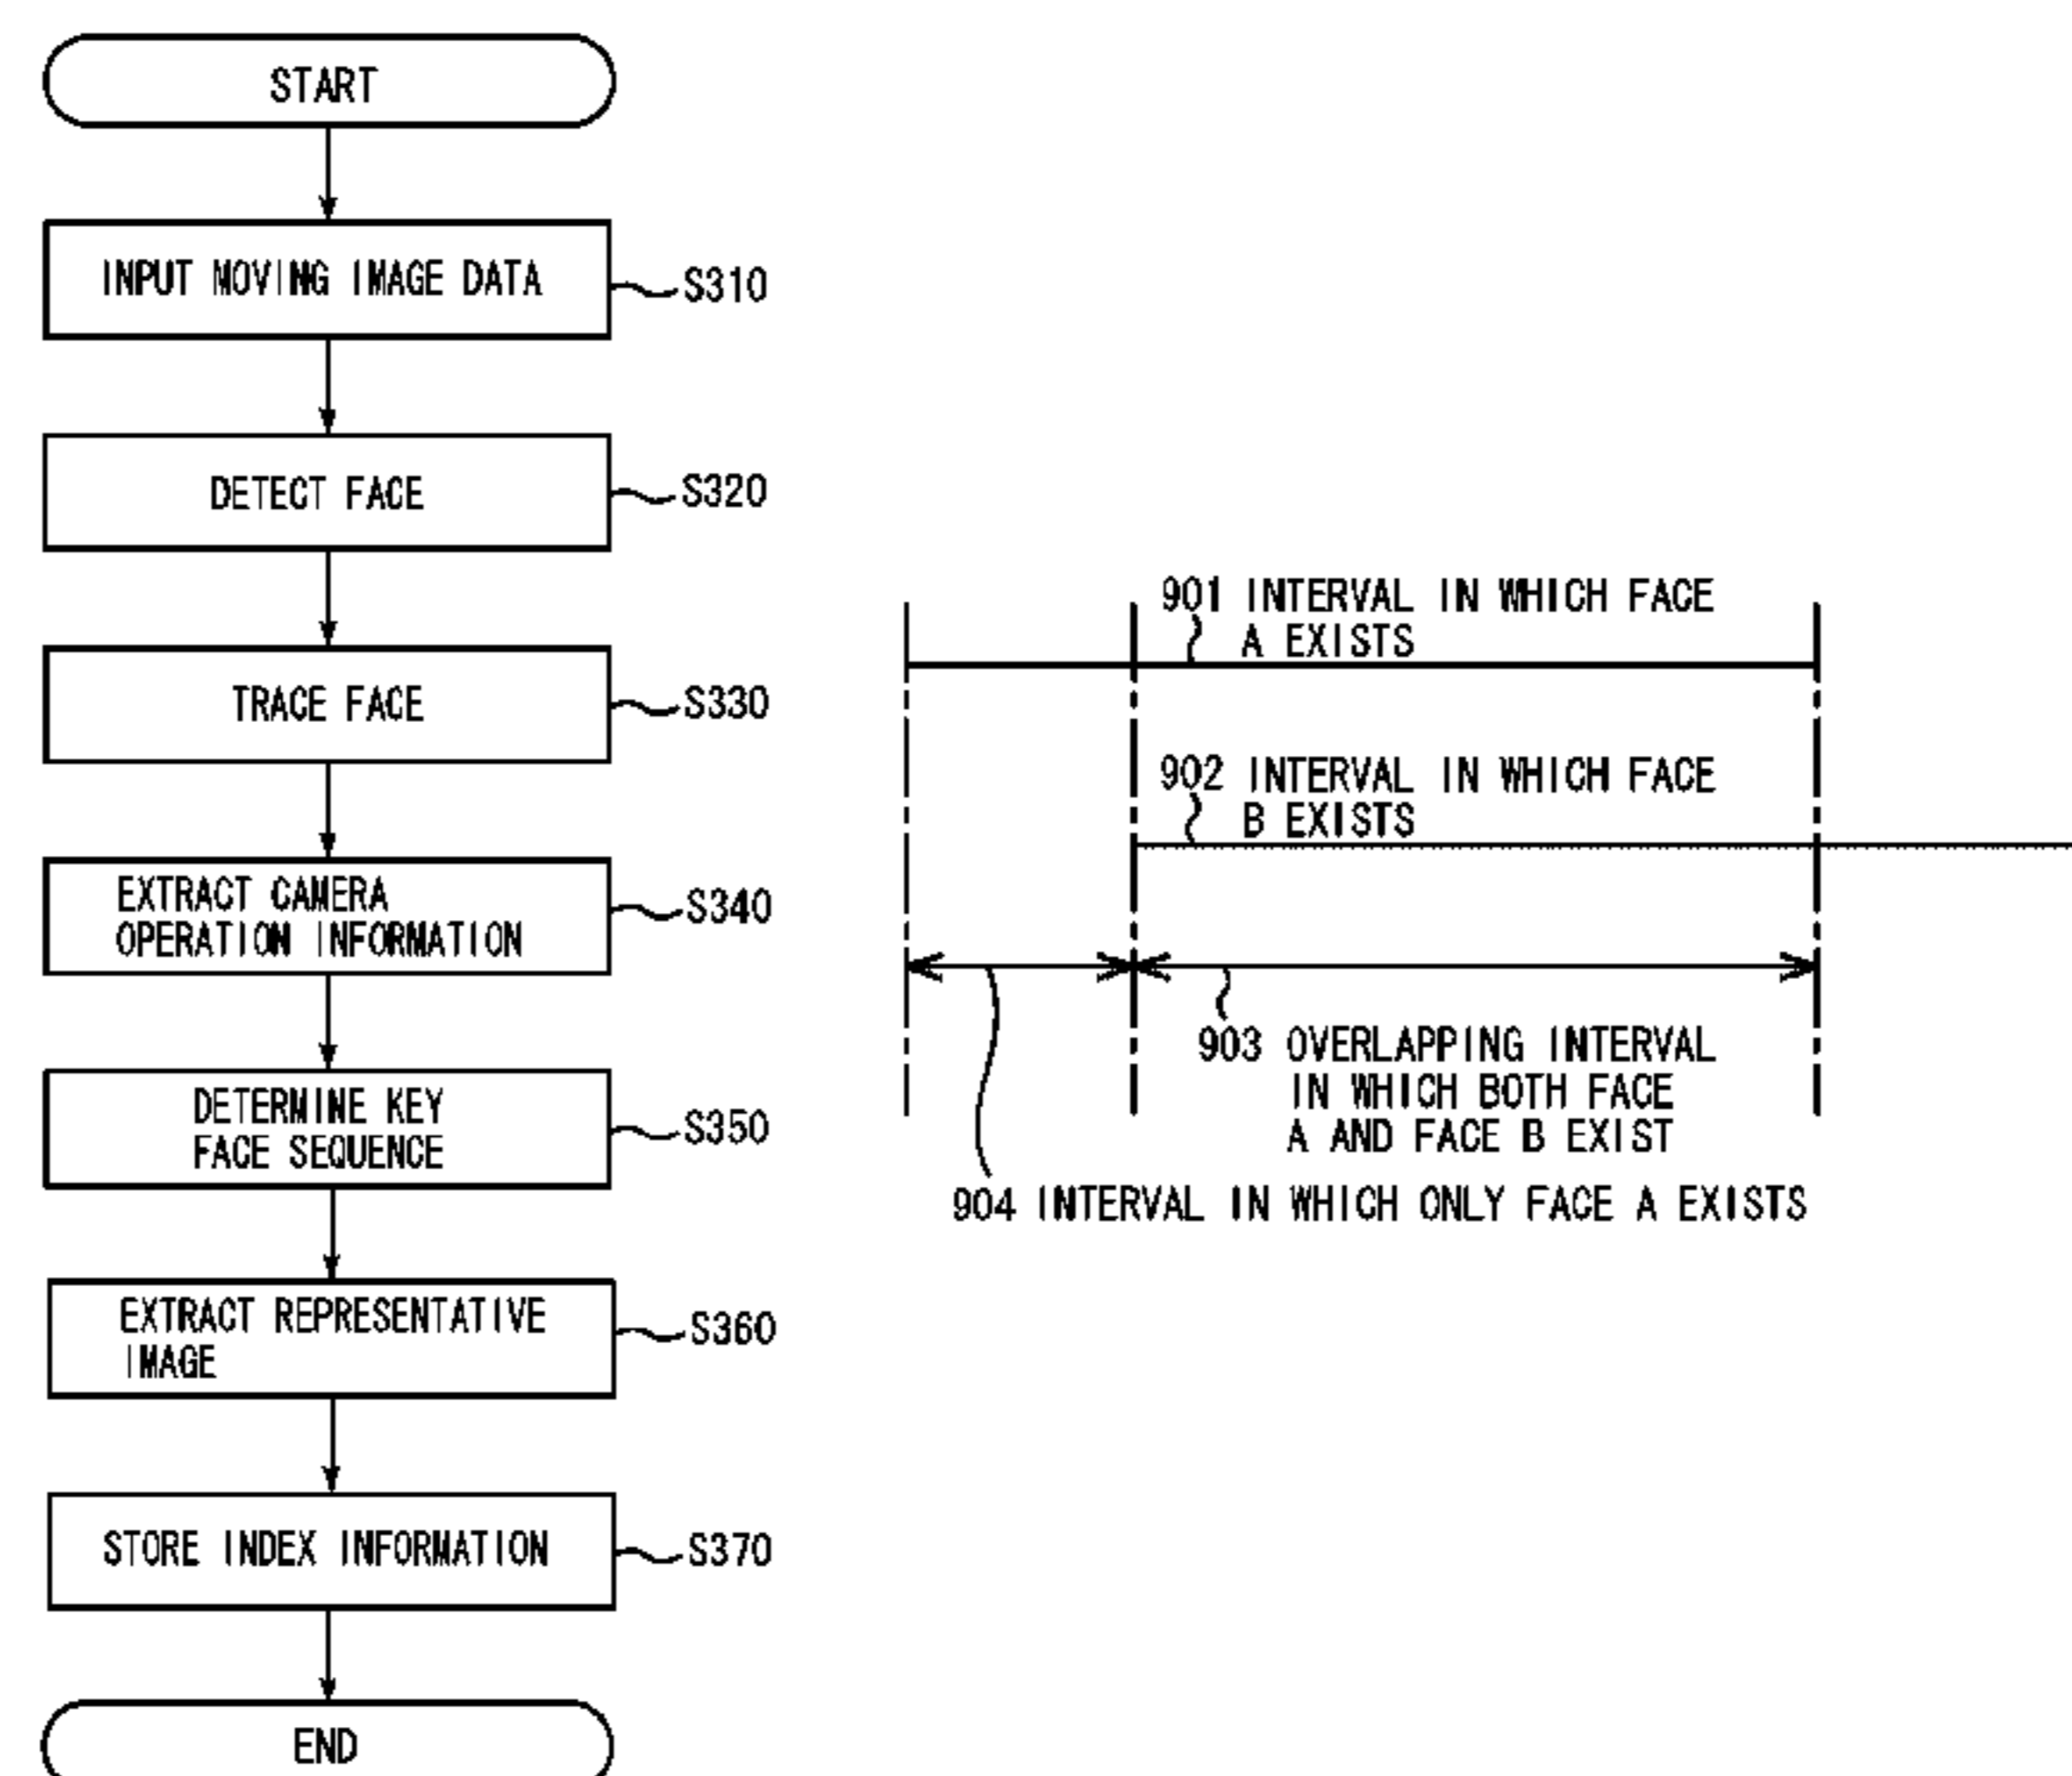 START
INPUT MOVING IMAGE DATA
S310
DETECT FACE
S320
TRACE FACE
S330
EXTRACT CAMERA
OPERATION INFORMATION
S340
DETERMINE KEY
FACE SEQUENCE
S350
EXTRACT REPRESENTATIVE
IMAGE
S360
STORE INDEX INFORMATION
S370
END
901 INTERVAL IN WHICH FACE
A EXISTS
902 INTERVAL IN WHICH FACE
B EXISTS
903 OVERLAPPING INTERVAL
IN WHICH BOTH FACE
A AND FACE B EXIST
904 INTERVAL IN WHICH ONLY FACE A EXISTS